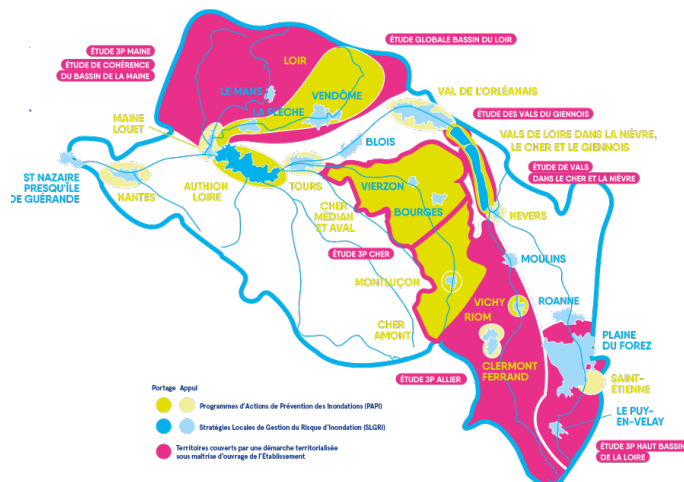 ÉTUDE GLOBALE BASSIN DU LOIR
ÉTUDE 3P MAINE
ÉTUDE DE COHÉRENCE
DU BASSIN DE LA MAINE
LOIR
LE MANS
VENDÔME
LA FLÈCHE
VAL DE L'ORLÉANAIS
ÉTUDE DES VALS DU GIENNOIS
MAINE
LOUET
BLOIS
VALS DE LOIRE DANS LA NIÈVRE,
LE CHER ET LE GIENNOIS
ÉTUDE DE VALS
DANS LE CHER ET LA NIÈVRE
ST NAZAIRE
PRESQU'ÎLE
DE GUÉRANDE
NANTES
AUTHION
LOIRE
TOURS
VIERZON
BOURGES
CHER
MÉDIAN
ET AVAL
NEVERS
ÉTUDE 3P CHER
MOULINS
MONTLUÇON
VICHY
ROANNE
RIOM
CHER
AMONT
PLAINE
DU FOREZ
CLERMONT
FERRAND
ÉTUDE 3P ALLIER
SAINT-
ÉTIENNE
LE PUY-
EN-VELAY
ÉTUDE 3P HAUT BASSIN
DE LA LOIRE
Portage Appui
Programmes d'Actions de Prévention des Inondations (PAPI)
Stratégies Locales de Gestion du Risque d'Inondation (SLGRI)
Territoires couverts par une démarche territorialisée
sous maîtrise d'ouvrage de l'Établissement